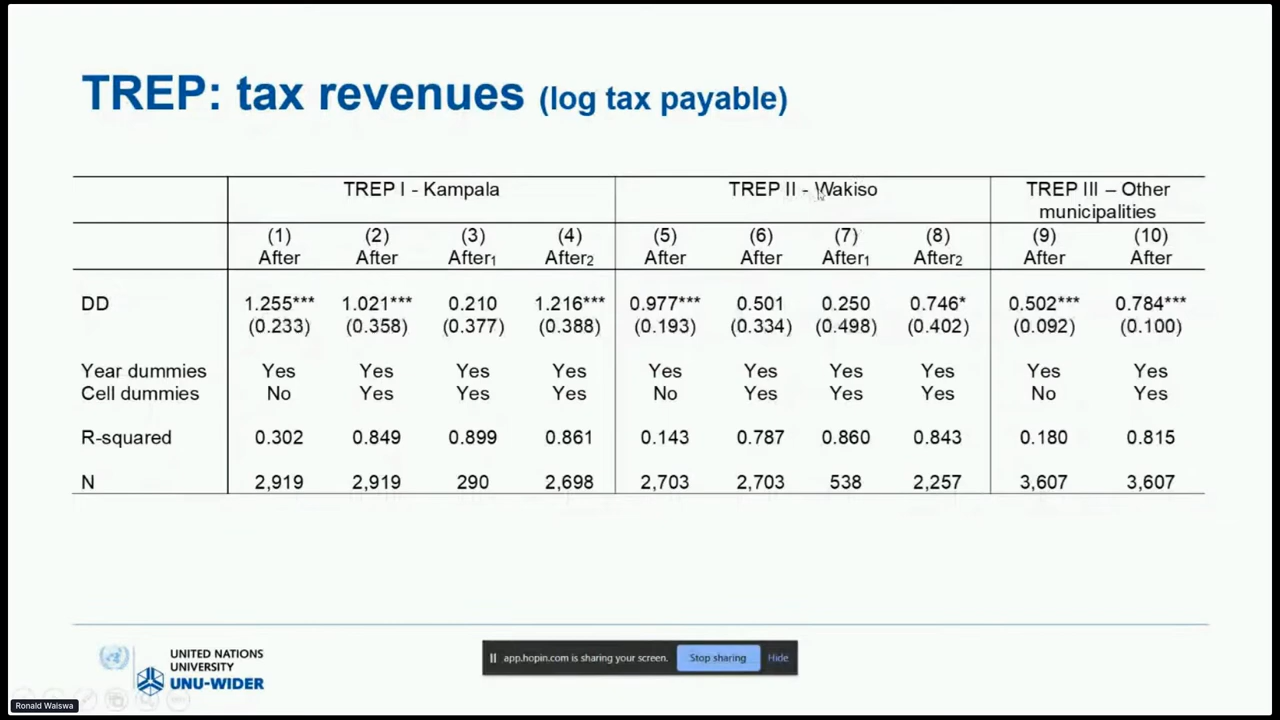 TREP: tax revenues (log tax payable)
TREP I - Kampala TREP II - Wakiso TREP III – Other municipalities
(1) (2) (3) (4) (5) (6) (7) (8) (9) (10)
After After After₁ After₂ After After After₁ After₂ After After
DD 1.255*** 1.021*** 0.210 1.216*** 0.977*** 0.501 0.250 0.746* 0.502*** 0.784***
(0.233) (0.358) (0.377) (0.388) (0.193) (0.334) (0.498) (0.402) (0.092) (0.100)
Year dummies Yes Yes Yes Yes Yes Yes Yes Yes Yes Yes
Cell dummies No Yes Yes Yes No Yes Yes Yes No Yes
R-squared 0.302 0.849 0.899 0.861 0.143 0.787 0.860 0.843 0.180 0.815
N 2,919 2,919 290 2,698 2,703 2,703 538 2,257 3,607 3,607
UNITED NATIONS
UNIVERSITY
UNU-WIDER
app.hopin.com is sharing your screen. Stop sharing Hide
Ronald Waiswa